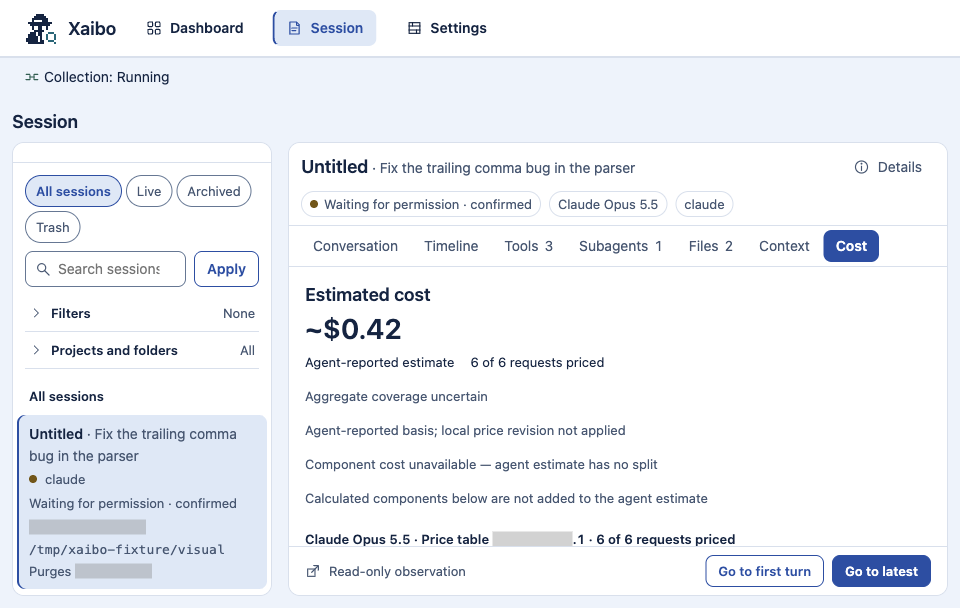 Xaibo
Dashboard
Session
Settings
Collection: Running
Session
All sessions
Live
Archived
Trash
Search sessions
Apply
Filters
None
Projects and folders
All
All sessions
Untitled · Fix the trailing comma
bug in the parser
claude
Waiting for permission · confirmed
/tmp/xaibo-fixture/visual
Purges
Untitled · Fix the trailing comma bug in the parser
Details
Waiting for permission · confirmed
Claude Opus 5.5
claude
Conversation
Timeline
Tools 3
Subagents 1
Files 2
Context
Cost
Estimated cost
~$0.42
Agent-reported estimate 6 of 6 requests priced
Aggregate coverage uncertain
Agent-reported basis; local price revision not applied
Component cost unavailable — agent estimate has no split
Calculated components below are not added to the agent estimate
Claude Opus 5.5 · Price table .1 · 6 of 6 requests priced
Read-only observation
Go to first turn
Go to latest